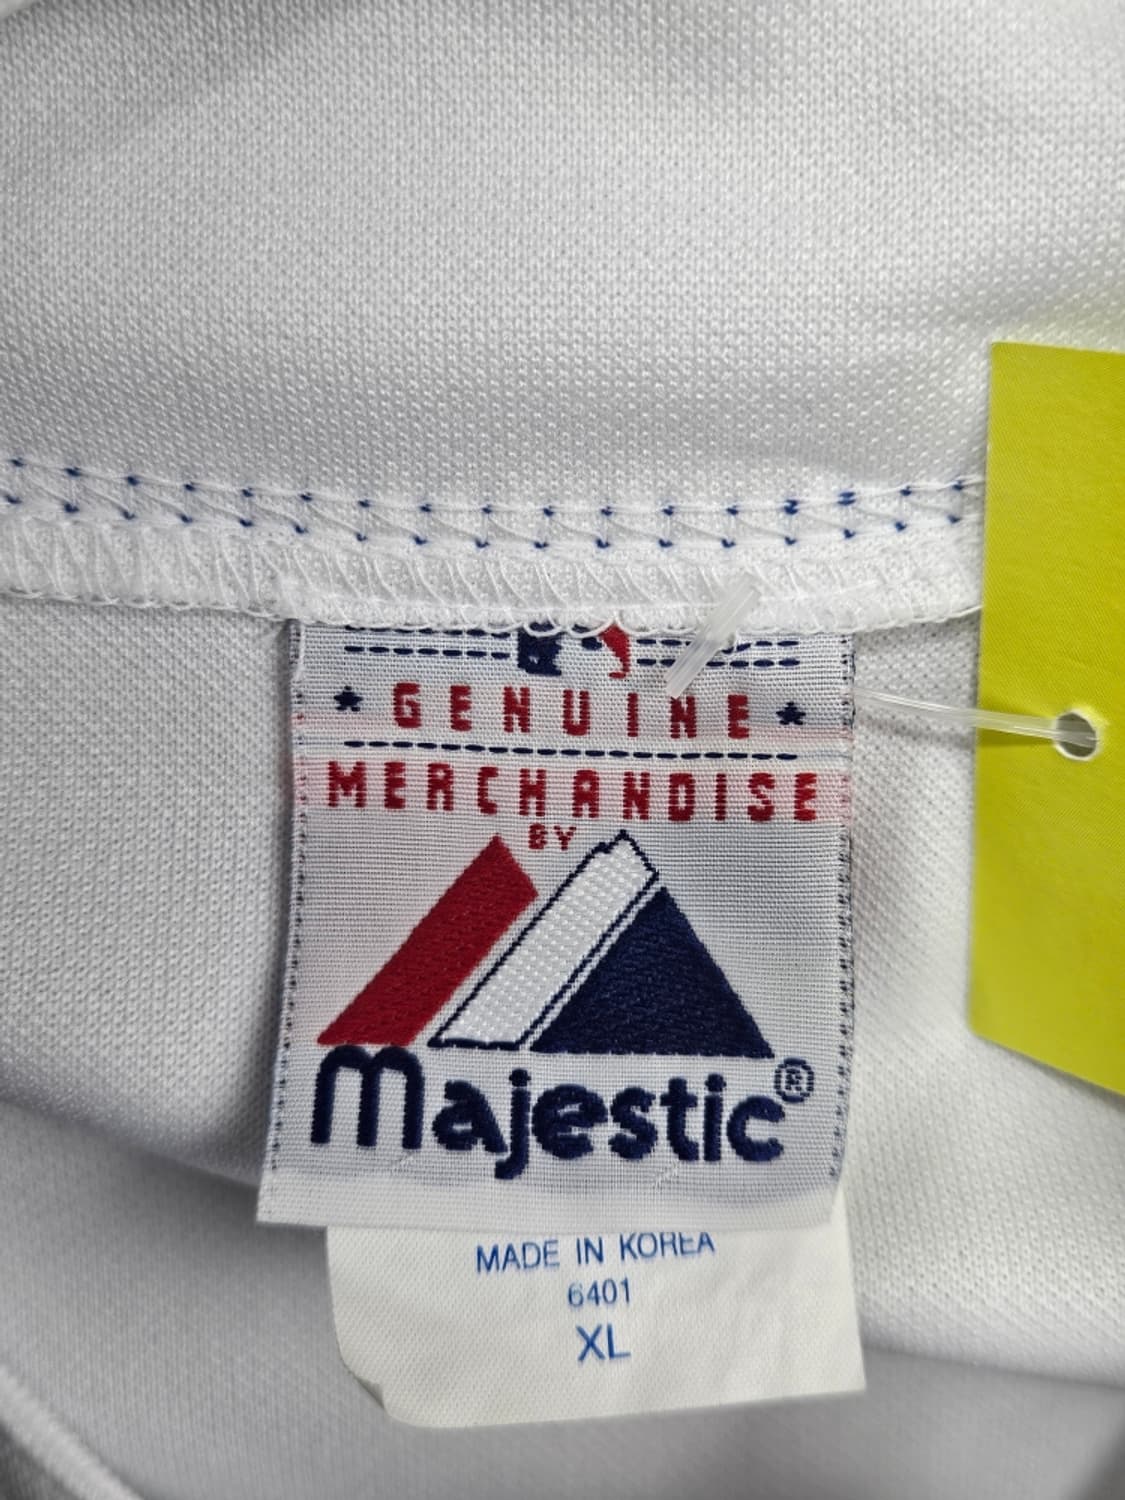 GENUINE
MERCHANDISE
BY
Majestic®
MADE IN KOREA
6401
XL